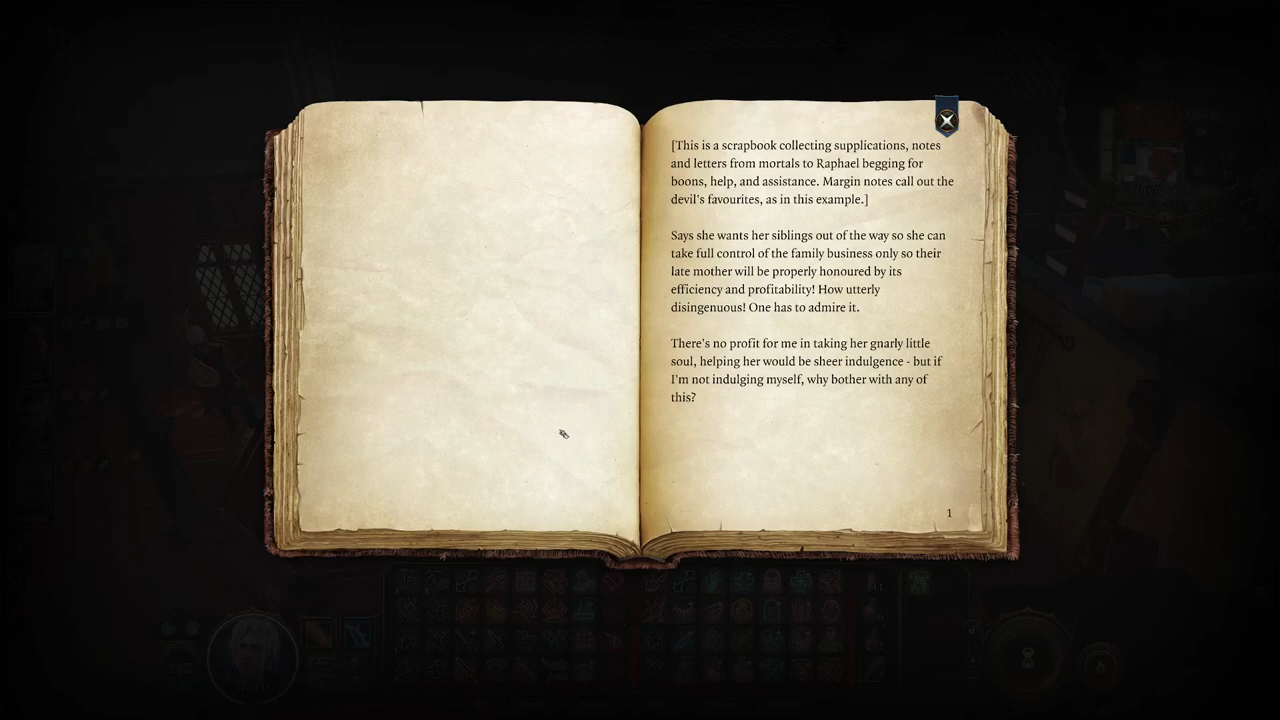 [This is a scrapbook collecting supplications, notes
and letters from mortals to Raphael begging for
boons, help, and assistance. Margin notes call out the
devil's favourites, as in this example.]
Says she wants her siblings out of the way so she can
take full control of the family business only so their
late mother will be properly honoured by its
efficiency and profitability! How utterly
disingenuous! One has to admire it.
There's no profit for me in taking her gnarly little
soul, helping her would be sheer indulgence - but if
I'm not indulging myself, why bother with any of
this?
1